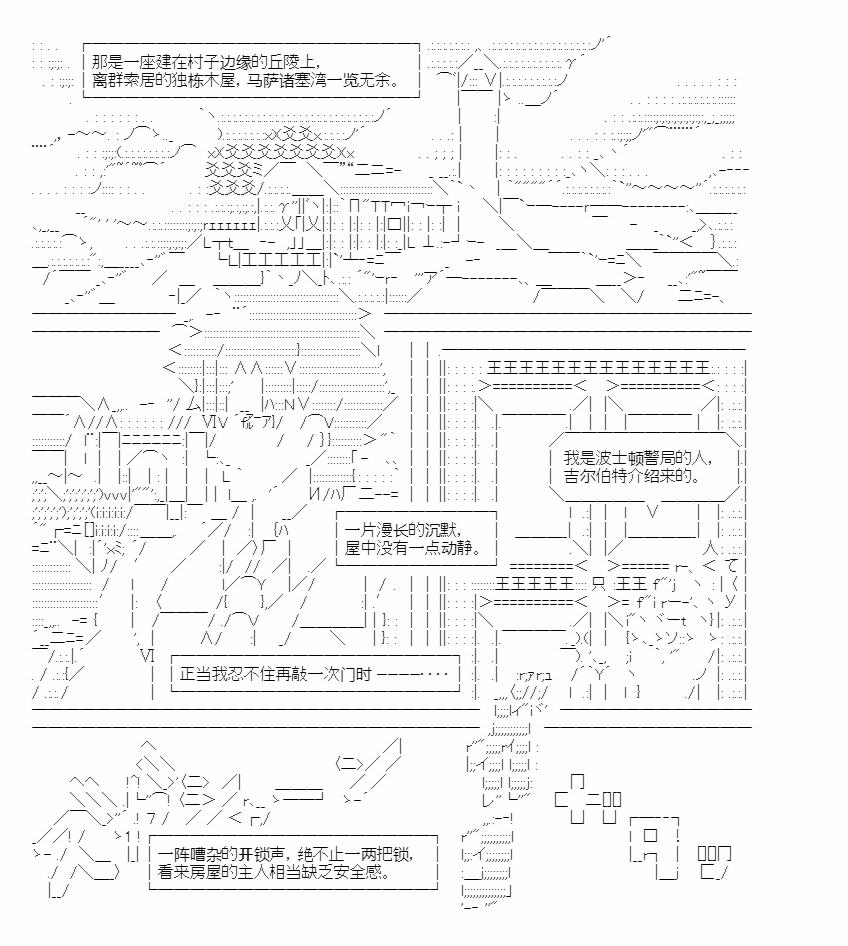 那是一座建在村子边缘的丘陵上，
离群索居的独栋木屋，马萨诸塞湾一览无余。
我是波士顿警局的人，
吉尔伯特介绍来的。
一片漫长的沉默，
屋中没有一点动静。
正当我忍不住再敲一次门时 ────‥‥
一阵嘈杂的开锁声，绝不止一两把锁，
看来房屋的主人相当缺乏安全感。